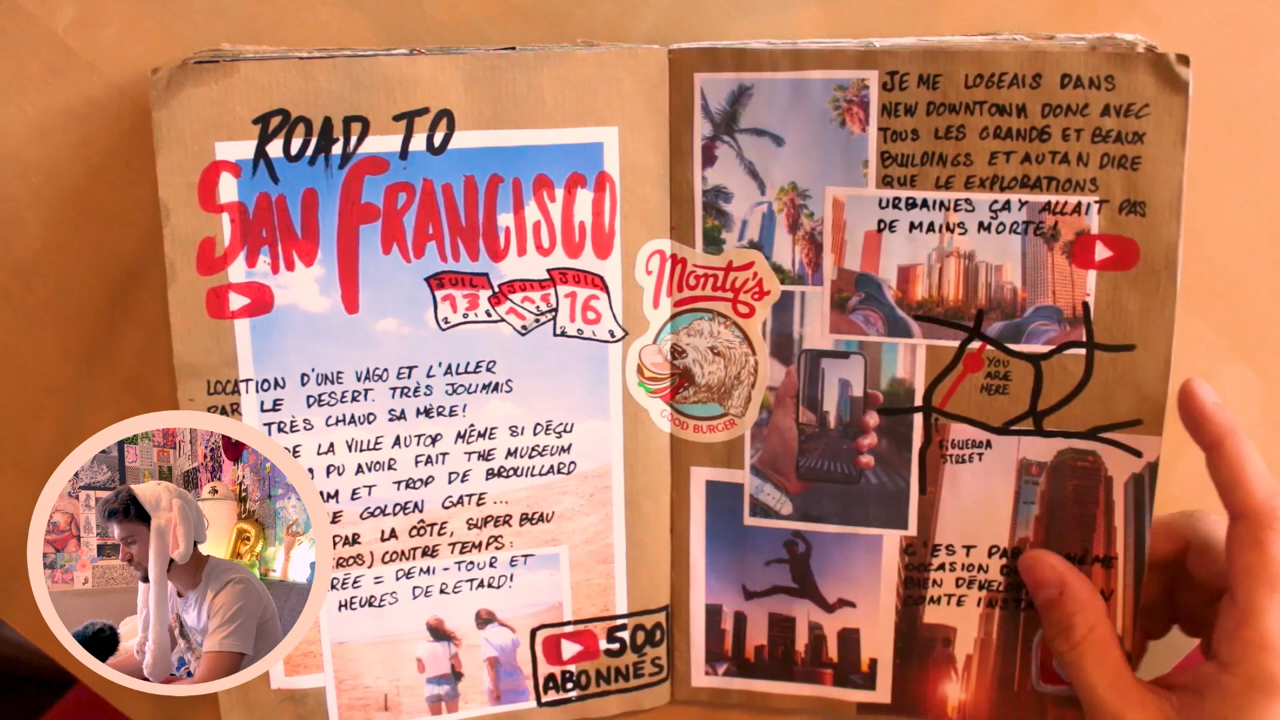 ROAD TO
SAN FRANCISCO
JUIL. 13 2018
JUIL.
JUIL. 16 2018
LOCATION D'UNE VAGO ET L'ALLER
PAR LE DESERT. TRÈS JOLIMAIS
TRÈS CHAUD SA MÈRE!
DE LA VILLE AUTOP MÊME SI DÉÇU
PU AVOIR FAIT THE MUSEUM
ET TROP DE BROUILLARD
GOLDEN GATE...
PAR LA CÔTE, SUPER BEAU
CONTRE TEMPS:
= DEMI-TOUR ET
HEURES DE RETARD!
500
ABONNÉS
Monty's
GOOD BURGER
JE ME LOGEAIS DANS
NEW DOWNTOWN DONC AVEC
TOUS LES GRANDS ET BEAUX
BUILDINGS ET AUTAN DIRE
QUE LE EXPLORATIONS
URBAINES ÇAY ALLAIT PAS
DE MAINS MORTE!
YOU
ARE
HERE
FIGUEROA
STREET
C'EST PAR
OCCASION
BIEN
COMTE